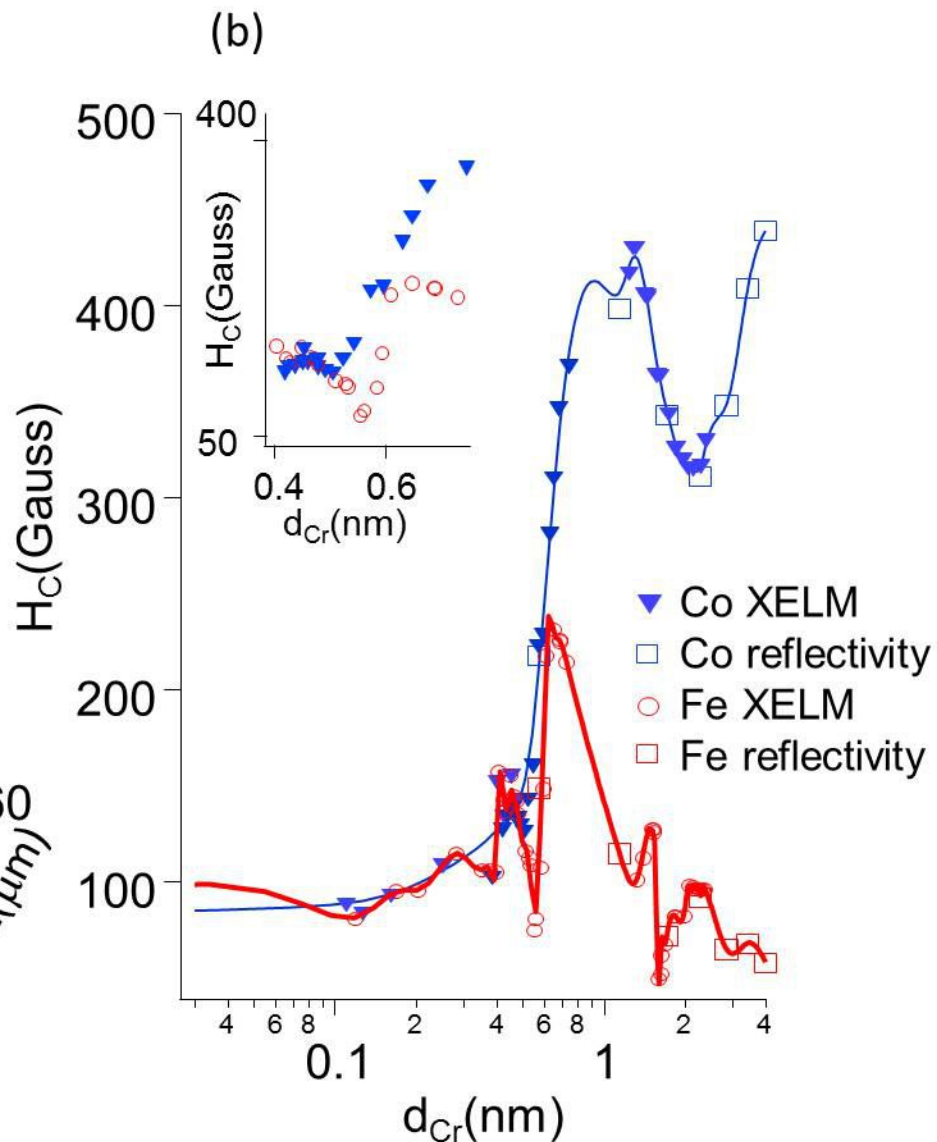 (b)
500
400
300
200
100
H_C(Gauss)
400
50
H_C(Gauss)
0.4 0.6
d_Cr(nm)
Co XELM
Co reflectivity
Fe XELM
Fe reflectivity
60
(μm)
4 6 8 2 4 6 8 2 4
0.1 1
d_Cr(nm)